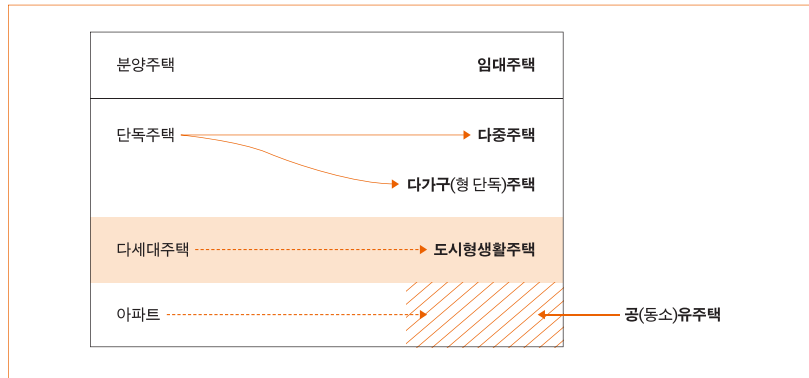 분양주택 임대주택
단독주택 다중주택
다가구(형 단독)주택
다세대주택 도시형생활주택
아파트 공(동소)유주택